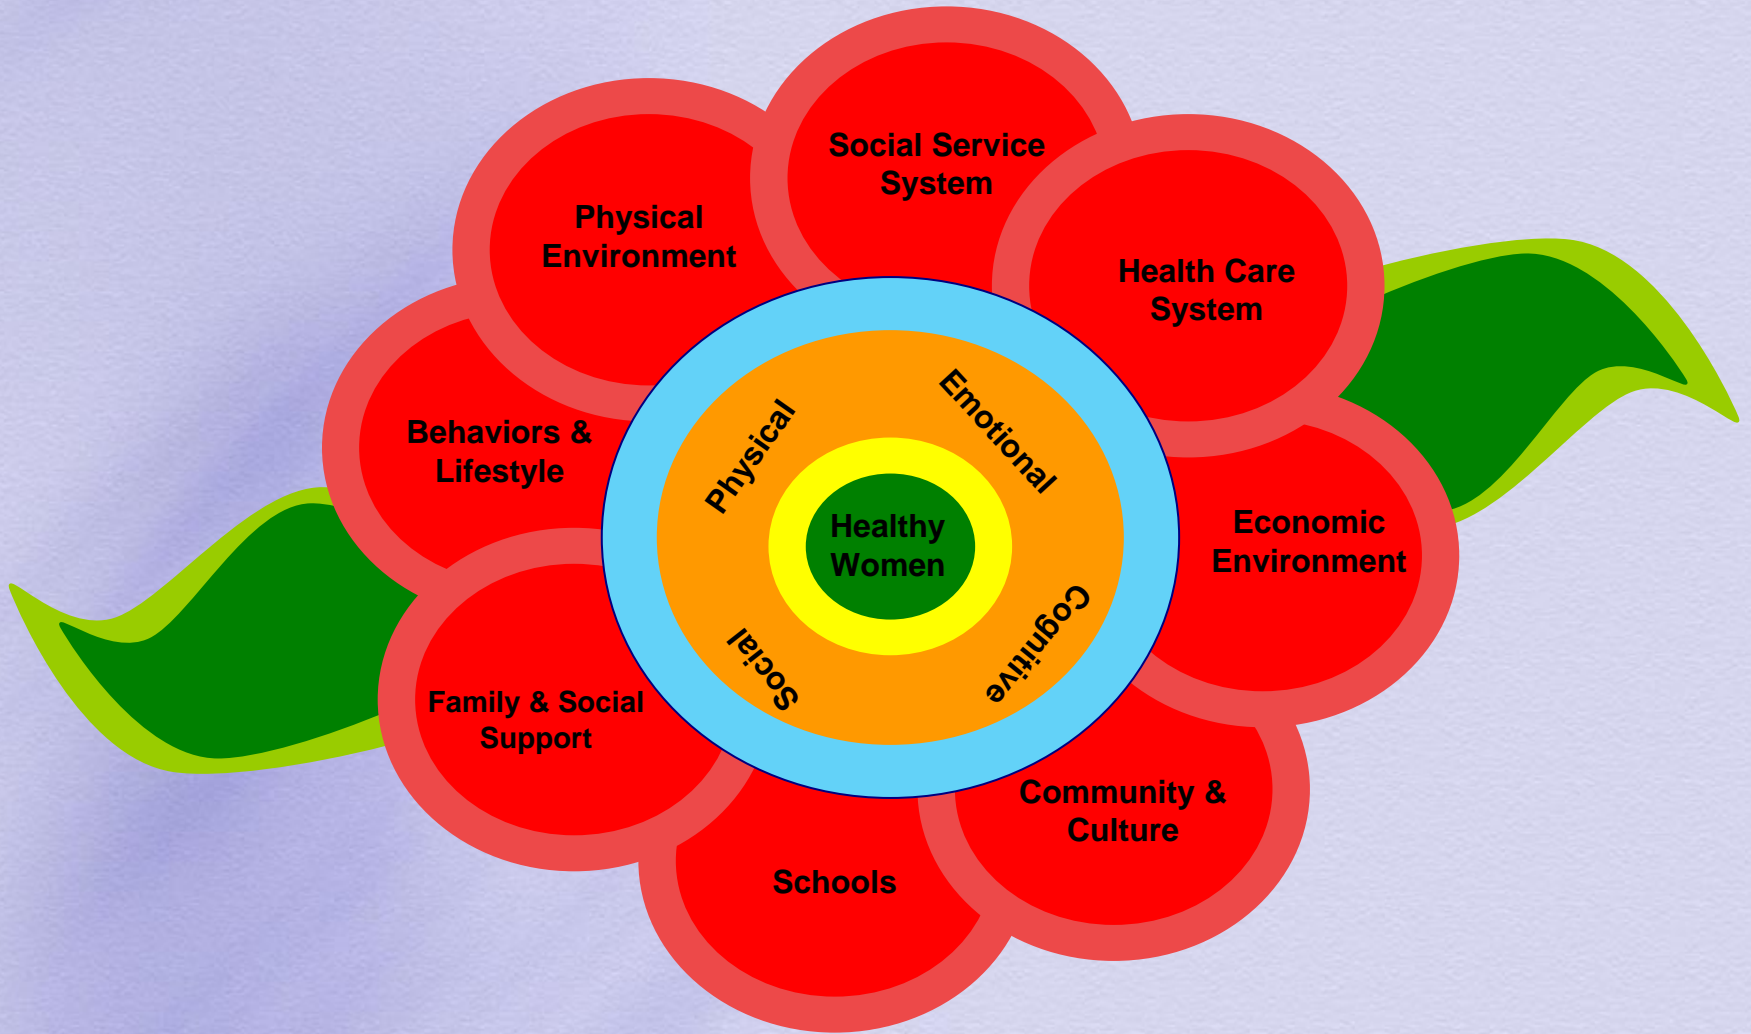 Social Service
System
Physical
Environment
Health Care
System
Behaviors &
Lifestyle
Physical
Emotional
Healthy
Women
Economic
Environment
Social
Cognitive
Family & Social
Support
Community &
Culture
Schools